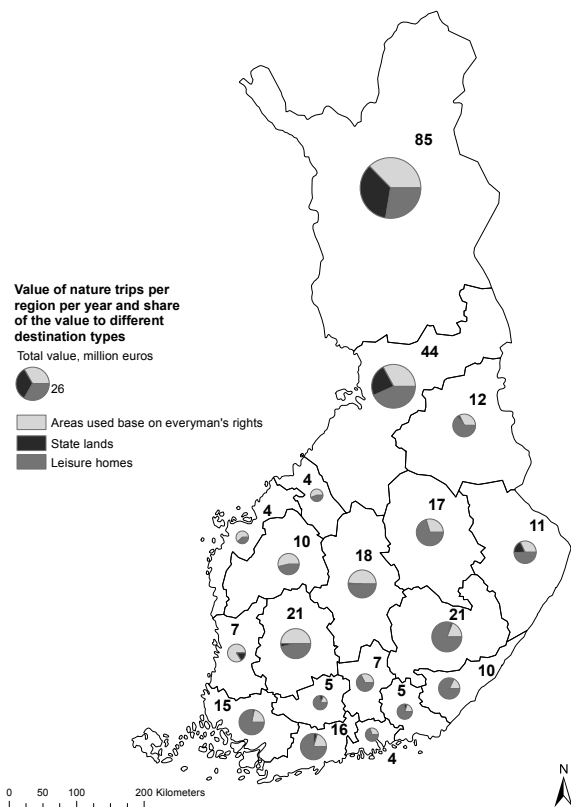 85
Value of nature trips per
region per year and share
of the value to different
destination types
Total value, million euros
26
Areas used base on everyman's rights
State lands
Leisure homes
44
12
4
4
17
11
10
18
21
21
7
7
10
5
5
15
16
4
N
0 50 100 200 Kilometers